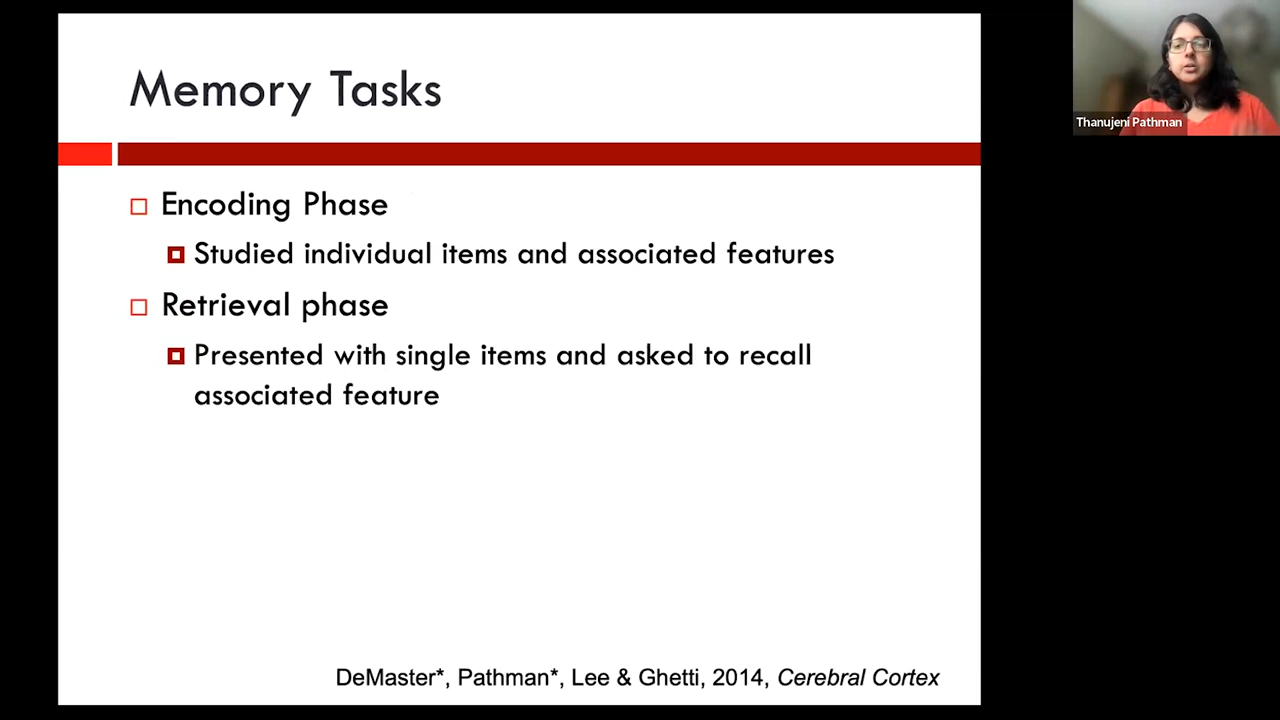 Memory Tasks
Encoding Phase
Studied individual items and associated features
Retrieval phase
Presented with single items and asked to recall
associated feature
DeMaster*, Pathman*, Lee & Ghetti, 2014, Cerebral Cortex
Thanujeni Pathman